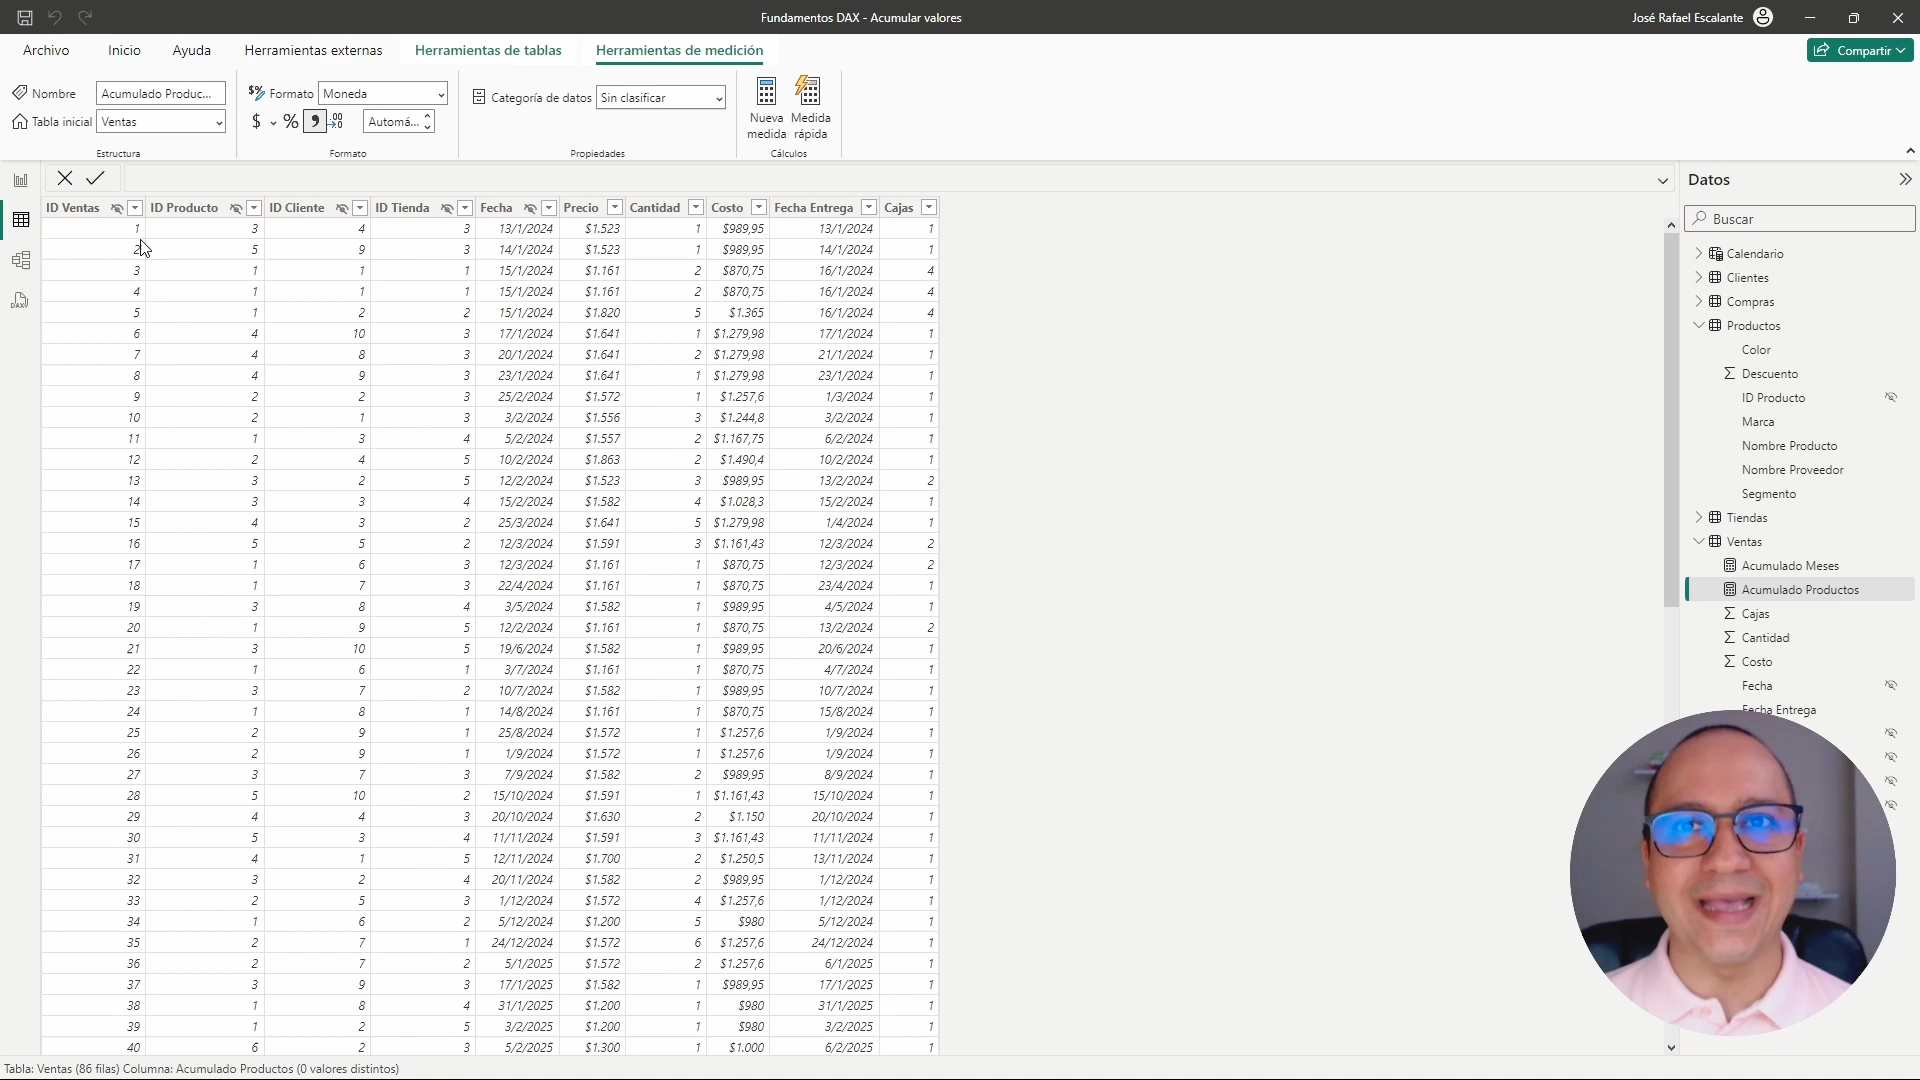 Fundamentos DAX - Acumular valores
José Rafael Escalante
Archivo Inicio Ayuda Herramientas externas Herramientas de tablas Herramientas de medición
Compartir
Nombre Acumulado Produc...
Formato Moneda
Categoría de datos Sin clasificar
Nueva medida
Medida rápida
Tabla inicial Ventas
$ % 9 .00 Automá...
Estructura Formato Propiedades Cálculos
Datos
ID Ventas ID Producto ID Cliente ID Tienda Fecha Precio Cantidad Costo Fecha Entrega Cajas
1 3 4 3 13/1/2024 $1.523 1 $989,95 13/1/2024 1
2 5 9 3 14/1/2024 $1.523 1 $989,95 14/1/2024 1
3 1 1 1 15/1/2024 $1.161 2 $870,75 16/1/2024 4
4 1 1 1 15/1/2024 $1.161 2 $870,75 16/1/2024 4
5 1 2 2 15/1/2024 $1.820 5 $1.365 16/1/2024 4
6 4 10 3 17/1/2024 $1.641 1 $1.279,98 17/1/2024 1
7 4 8 3 20/1/2024 $1.641 2 $1.279,98 21/1/2024 1
8 4 9 3 23/1/2024 $1.641 1 $1.279,98 23/1/2024 1
9 2 2 3 25/2/2024 $1.572 1 $1.257,6 1/3/2024 1
10 2 1 3 3/2/2024 $1.556 3 $1.244,8 3/2/2024 1
11 1 3 4 5/2/2024 $1.557 2 $1.167,75 6/2/2024 1
12 2 4 5 10/2/2024 $1.863 2 $1.490,4 10/2/2024 1
13 3 2 5 12/2/2024 $1.523 3 $989,95 13/2/2024 2
14 3 3 4 15/2/2024 $1.582 4 $1.028,3 15/2/2024 1
15 4 3 2 25/3/2024 $1.641 5 $1.279,98 1/4/2024 1
16 5 5 2 12/3/2024 $1.591 3 $1.161,43 12/3/2024 2
17 1 6 3 12/3/2024 $1.161 1 $870,75 12/3/2024 2
18 1 7 3 22/4/2024 $1.161 1 $870,75 23/4/2024 1
19 3 8 4 3/5/2024 $1.582 1 $989,95 4/5/2024 1
20 1 9 5 12/2/2024 $1.161 1 $870,75 13/2/2024 2
21 3 10 5 19/6/2024 $1.582 1 $989,95 20/6/2024 1
22 1 6 1 3/7/2024 $1.161 1 $870,75 4/7/2024 1
23 3 7 2 10/7/2024 $1.582 1 $989,95 10/7/2024 1
24 1 8 1 14/8/2024 $1.161 1 $870,75 15/8/2024 1
25 2 9 1 25/8/2024 $1.572 1 $1.257,6 1/9/2024 1
26 2 9 1 1/9/2024 $1.572 1 $1.257,6 1/9/2024 1
27 3 7 3 7/9/2024 $1.582 2 $989,95 8/9/2024 1
28 5 10 2 15/10/2024 $1.591 1 $1.161,43 15/10/2024 1
29 4 4 3 20/10/2024 $1.630 2 $1.150 20/10/2024 1
30 5 3 4 11/11/2024 $1.591 3 $1.161,43 11/11/2024 1
31 4 1 5 12/11/2024 $1.700 2 $1.250,5 13/11/2024 1
32 3 2 4 20/11/2024 $1.582 2 $989,95 1/12/2024 1
33 2 5 3 1/12/2024 $1.572 4 $1.257,6 1/12/2024 1
34 1 6 2 5/12/2024 $1.200 5 $980 5/12/2024 1
35 2 7 1 24/12/2024 $1.572 6 $1.257,6 24/12/2024 1
36 2 7 2 5/1/2025 $1.572 2 $1.257,6 6/1/2025 1
37 3 9 3 17/1/2025 $1.582 1 $989,95 17/1/2025 1
38 1 8 4 31/1/2025 $1.200 1 $980 31/1/2025 1
39 1 2 5 3/2/2025 $1.200 1 $980 3/2/2025 1
40 6 2 3 5/2/2025 $1.300 1 $1.000 6/2/2025 1
Buscar
Calendario
Clientes
Compras
Productos
Color
Descuento
ID Producto
Marca
Nombre Producto
Nombre Proveedor
Segmento
Tiendas
Ventas
Acumulado Meses
Acumulado Productos
Cajas
Cantidad
Costo
Fecha
Fecha Entrega
Tabla: Ventas (86 filas) Columna: Acumulado Productos (0 valores distintos)